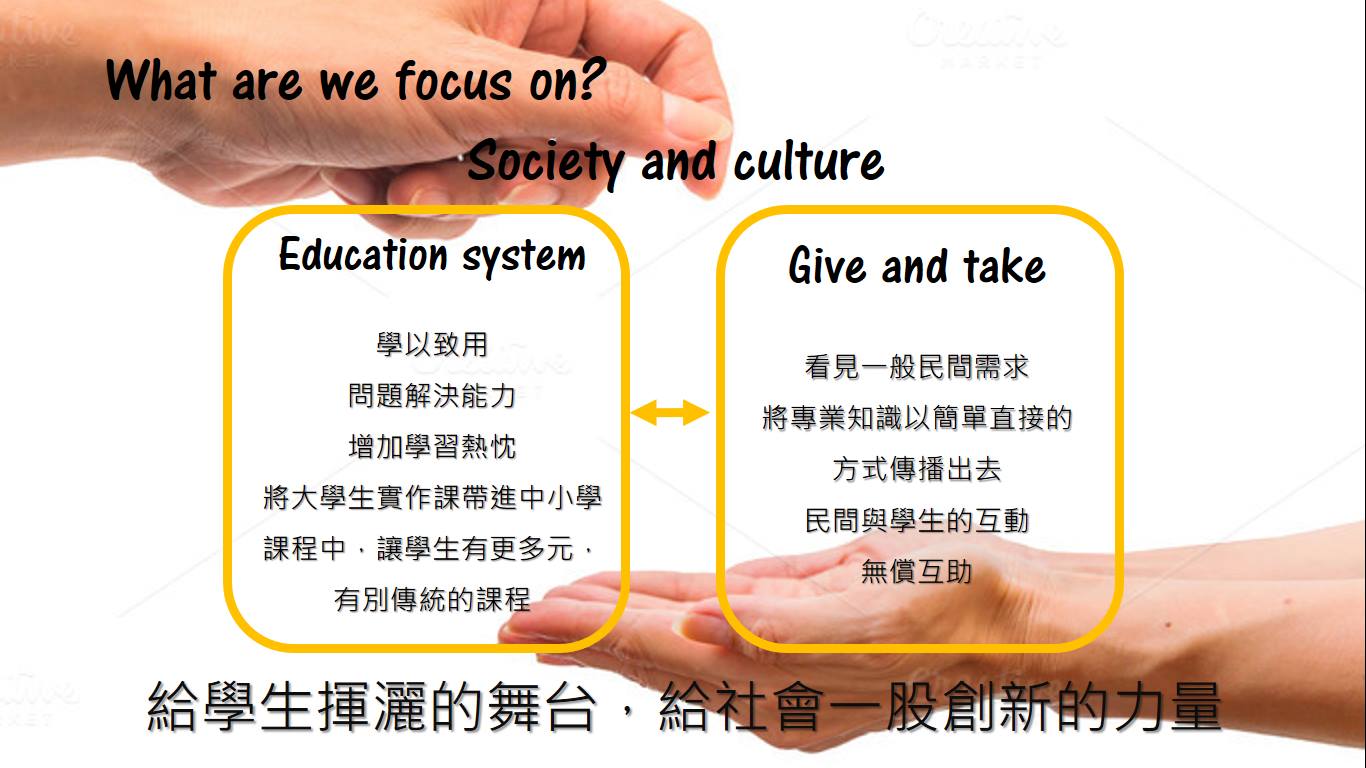 What are we focus on?
Society and culture
Education system
學以致用
問題解決能力
增加學習熱忱
將大學生實作課帶進中小學
課程中，讓學生有更多元，
有別傳統的課程
Give and take
看見一般民間需求
將專業知識以簡單直接的
方式傳播出去
民間與學生的互動
無償互助
給學生揮灑的舞台，給社會一股創新的力量
Creative
MARKET